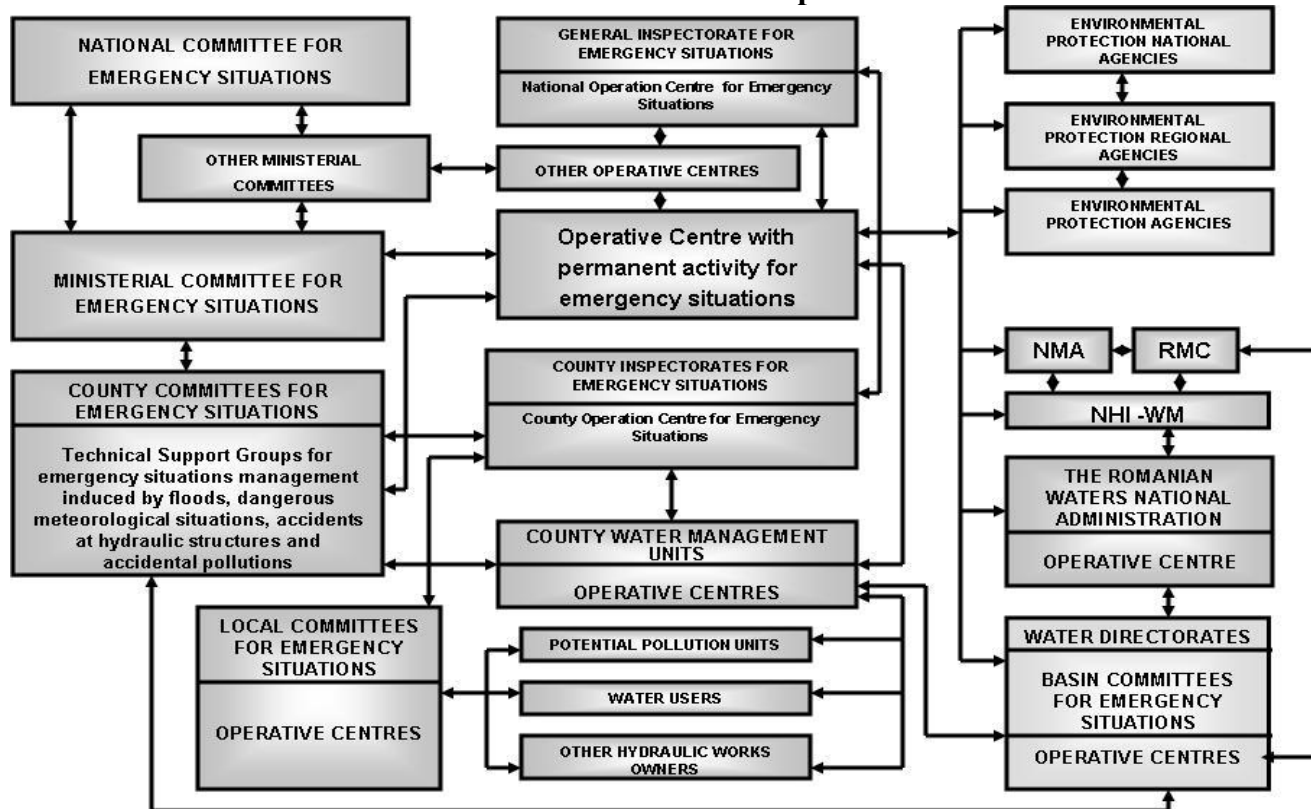 NATIONAL COMMITTEE FOR
EMERGENCY SITUATIONS
GENERAL INSPECTORATE FOR
EMERGENCY SITUATIONS
National Operation Centre for Emergency
Situations
ENVIRONMENTAL
PROTECTION NATIONAL
AGENCIES
OTHER MINISTERIAL
COMMITTEES
OTHER OPERATIVE CENTRES
ENVIRONMENTAL
PROTECTION REGIONAL
AGENCIES
MINISTERIAL COMMITTEE FOR
EMERGENCY SITUATIONS
Operative Centre with
permanent activity for
emergency situations
ENVIRONMENTAL
PROTECTION AGENCIES
COUNTY COMMITTEES FOR
EMERGENCY SITUATIONS
Technical Support Groups for
emergency situations management
induced by floods, dangerous
meteorological situations, accidents
at hydraulic structures and
accidental pollutions
COUNTY INSPECTORATES FOR
EMERGENCY SITUATIONS
County Operation Centre for Emergency
Situations
NMA
RMC
NHI -WM
THE ROMANIAN
WATERS NATIONAL
ADMINISTRATION
OPERATIVE CENTRE
COUNTY WATER MANAGEMENT
UNITS
OPERATIVE CENTRES
LOCAL COMMITTEES
FOR EMERGENCY
SITUATIONS
OPERATIVE CENTRES
POTENTIAL POLLUTION UNITS
WATER USERS
OTHER HYDRAULIC WORKS
OWNERS
WATER DIRECTORATES
BASIN COMMITTEES
FOR EMERGENCY
SITUATIONS
OPERATIVE CENTRES